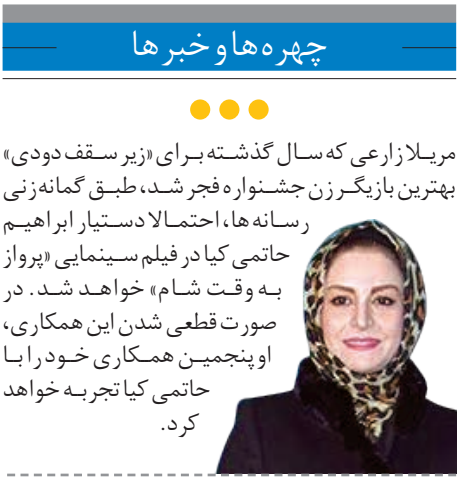 چهره‌ها و خبرها
مریلا زارعی که سال گذشته برای «زیر سقف دودی»
بهترین بازیگر زن جشنواره فجر شد، طبق گمانه‌زنی
رسانه‌ها، احتمالا دستیار ابراهیم
حاتمی کیا در فیلم سینمایی «پرواز
به وقت شام» خواهد شد. در
صورت قطعی شدن این همکاری،
او پنجمین همکاری خود را با
حاتمی کیا تجربه خواهد
کرد.